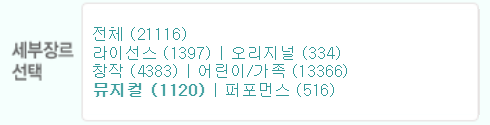 세부장르
선택
전체 (21116)
라이선스 (1397) | 오리지널 (334)
창작 (4383) | 어린이/가족 (13366)
뮤지컬 (1120) | 퍼포먼스 (516)